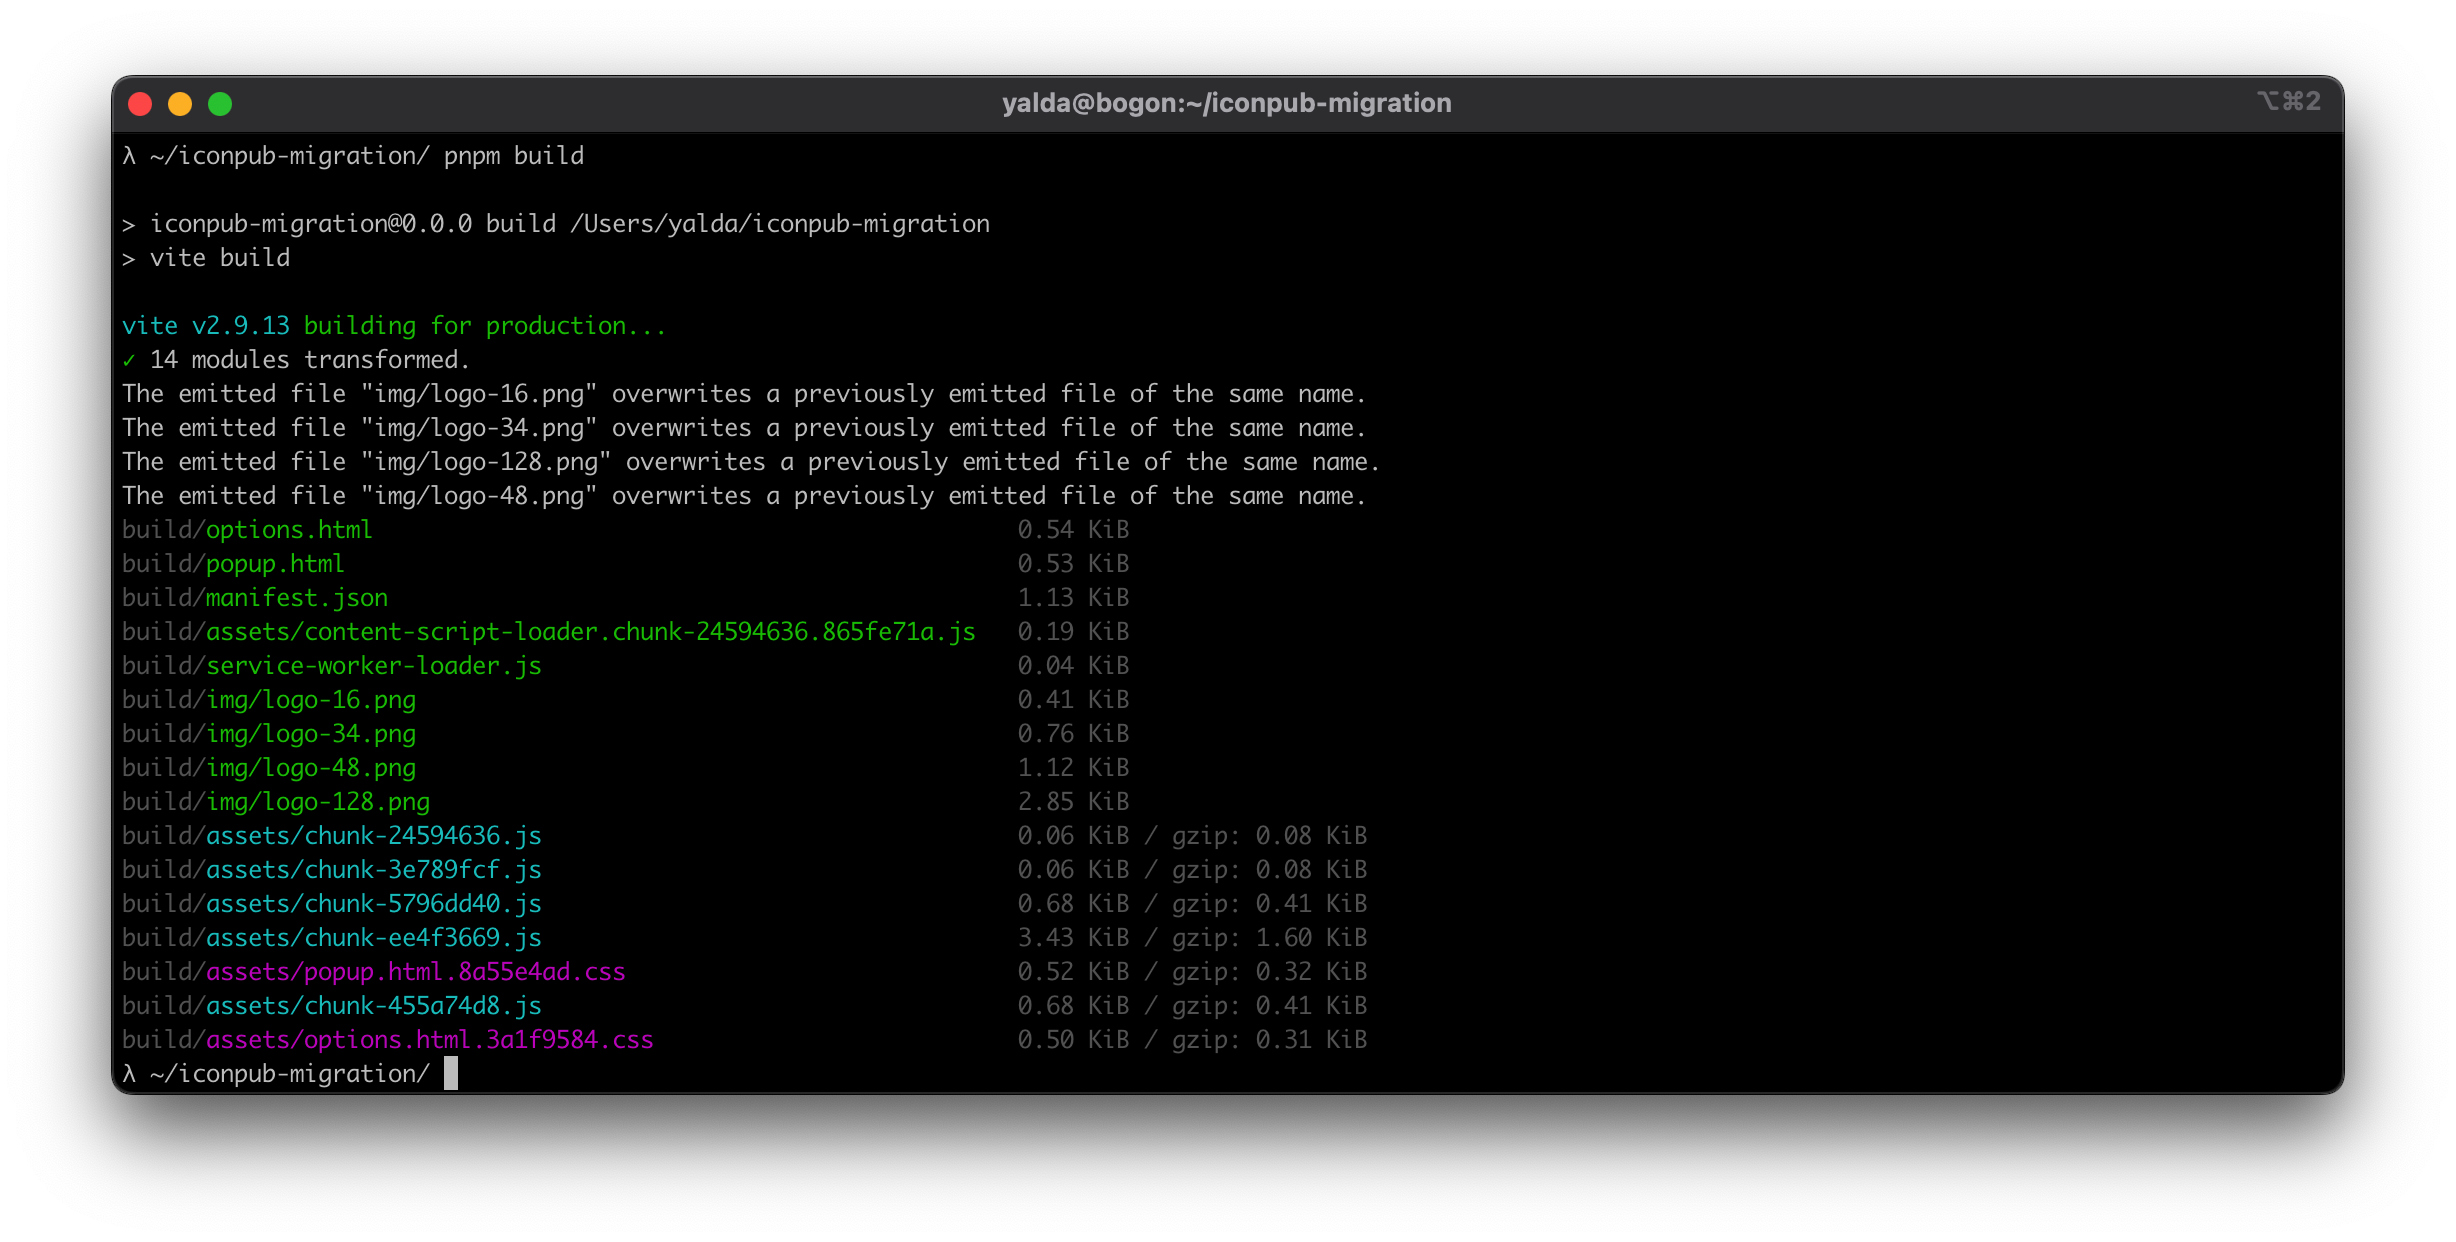 yalda@bogon:~/iconpub-migration
⌥⌘2
λ ~/iconpub-migration/ pnpm build
> iconpub-migration@0.0.0 build /Users/yalda/iconpub-migration
> vite build
vite v2.9.13 building for production...
✓ 14 modules transformed.
The emitted file "img/logo-16.png" overwrites a previously emitted file of the same name.
The emitted file "img/logo-34.png" overwrites a previously emitted file of the same name.
The emitted file "img/logo-128.png" overwrites a previously emitted file of the same name.
The emitted file "img/logo-48.png" overwrites a previously emitted file of the same name.
build/options.html 0.54 KiB
build/popup.html 0.53 KiB
build/manifest.json 1.13 KiB
build/assets/content-script-loader.chunk-24594636.865fe71a.js 0.19 KiB
build/service-worker-loader.js 0.04 KiB
build/img/logo-16.png 0.41 KiB
build/img/logo-34.png 0.76 KiB
build/img/logo-48.png 1.12 KiB
build/img/logo-128.png 2.85 KiB
build/assets/chunk-24594636.js 0.06 KiB / gzip: 0.08 KiB
build/assets/chunk-3e789fcf.js 0.06 KiB / gzip: 0.08 KiB
build/assets/chunk-5796dd40.js 0.68 KiB / gzip: 0.41 KiB
build/assets/chunk-ee4f3669.js 3.43 KiB / gzip: 1.60 KiB
build/assets/popup.html.8a55e4ad.css 0.52 KiB / gzip: 0.32 KiB
build/assets/chunk-455a74d8.js 0.68 KiB / gzip: 0.41 KiB
build/assets/options.html.3a1f9584.css 0.50 KiB / gzip: 0.31 KiB
λ ~/iconpub-migration/